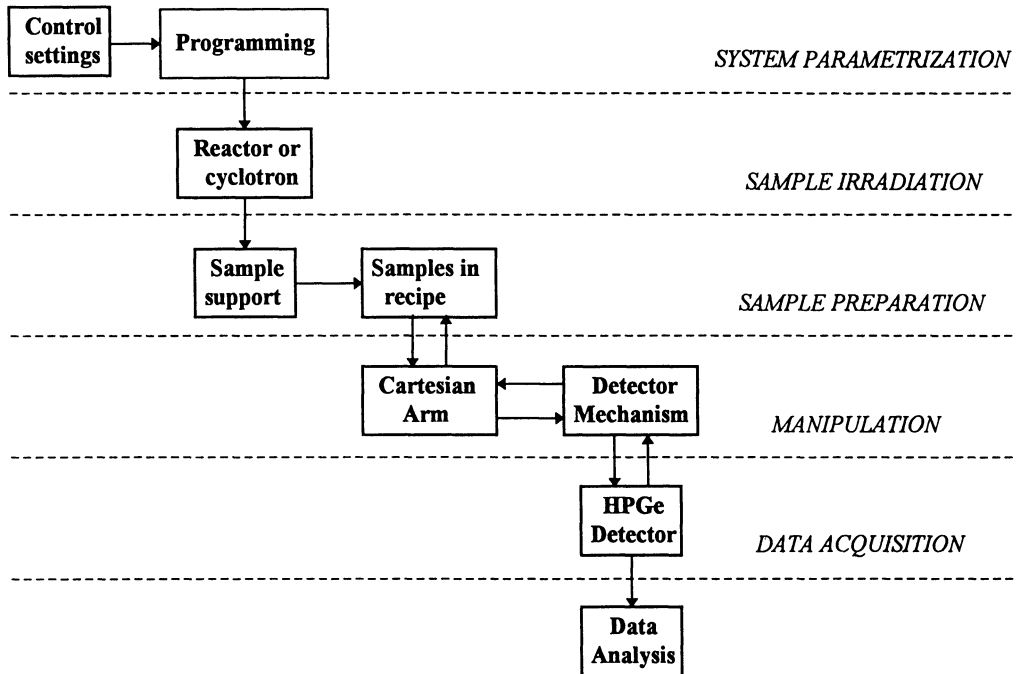 Control
settings
Programming
SYSTEM PARAMETRIZATION
Reactor or
cyclotron
SAMPLE IRRADIATION
Sample
support
Samples in
recipe
SAMPLE PREPARATION
Cartesian
Arm
Detector
Mechanism
MANIPULATION
HPGe
Detector
DATA ACQUISITION
Data
Analysis